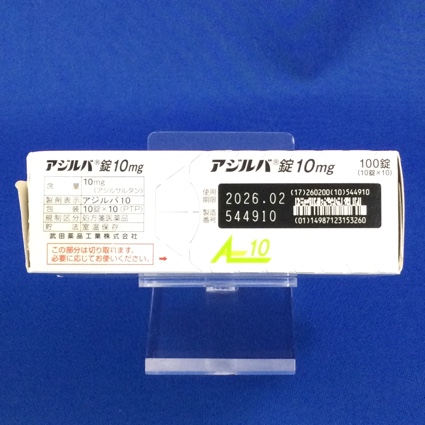 アジルバ®錠10mg
含量 10mg
(アジルサルタン)
製剤表示 アジルバ10
包装 10錠×10(PTP)
規制区分 処方箋医薬品
貯法 室温保存
武田薬品工業株式会社
この部分は切り取れます。
必要に応じてお使いください。→
アジルバ®錠10mg 100錠
(10錠×10)
使用期限 2026.02
製造番号 544910
(17)260200(10)544910
(01)14987123153260
A 10